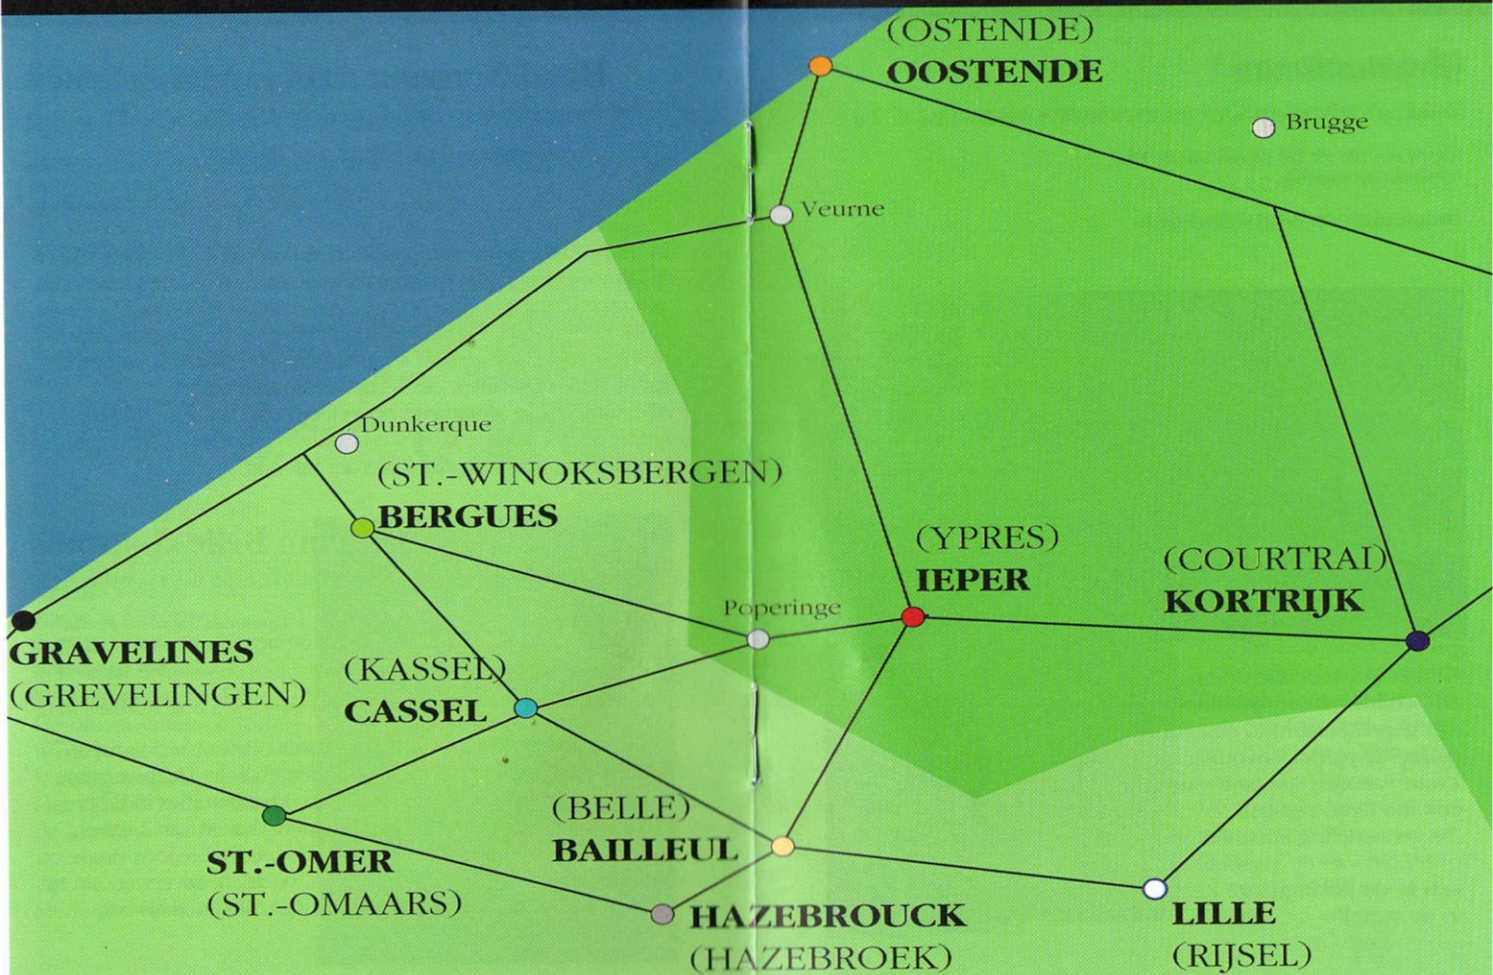 (OSTENDE)
OOSTENDE
Brugge
Veurne
Dunkerque
(ST.-WINOKSBERGEN)
BERGUES
(YPRES)
IEPER
(COURTRAI)
KORTRIJK
Poperinge
GRAVELINES
(GREVELINGEN)
(KASSEL)
CASSEL
(BELLE)
BAILLEUL
ST.-OMER
(ST.-OMAARS)
HAZEBROUCK
(HAZEBROEK)
LILLE
(RIJSEL)